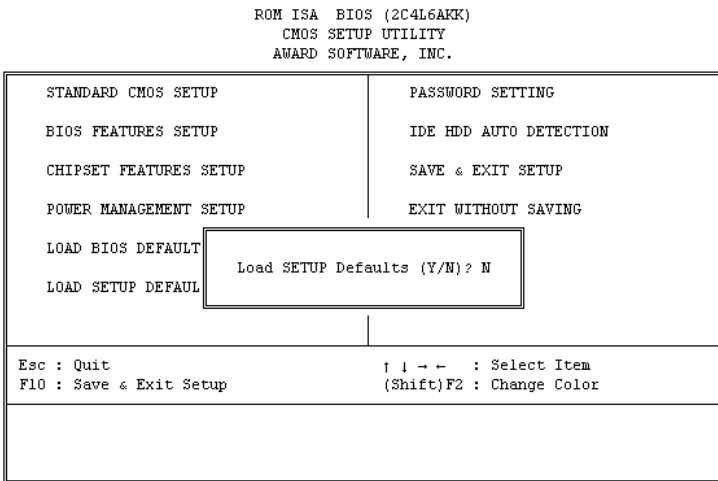 ROM ISA BIOS (2C4L6AKK)
CMOS SETUP UTILITY
AWARD SOFTWARE, INC.
STANDARD CMOS SETUP
BIOS FEATURES SETUP
CHIPSET FEATURES SETUP
POWER MANAGEMENT SETUP
LOAD BIOS DEFAULT
LOAD SETUP DEFAUL
PASSWORD SETTING
IDE HDD AUTO DETECTION
SAVE & EXIT SETUP
EXIT WITHOUT SAVING
Load SETUP Defaults (Y/N)? N
Esc : Quit
F10 : Save & Exit Setup
↑ ↓ → ← : Select Item
(Shift)F2 : Change Color